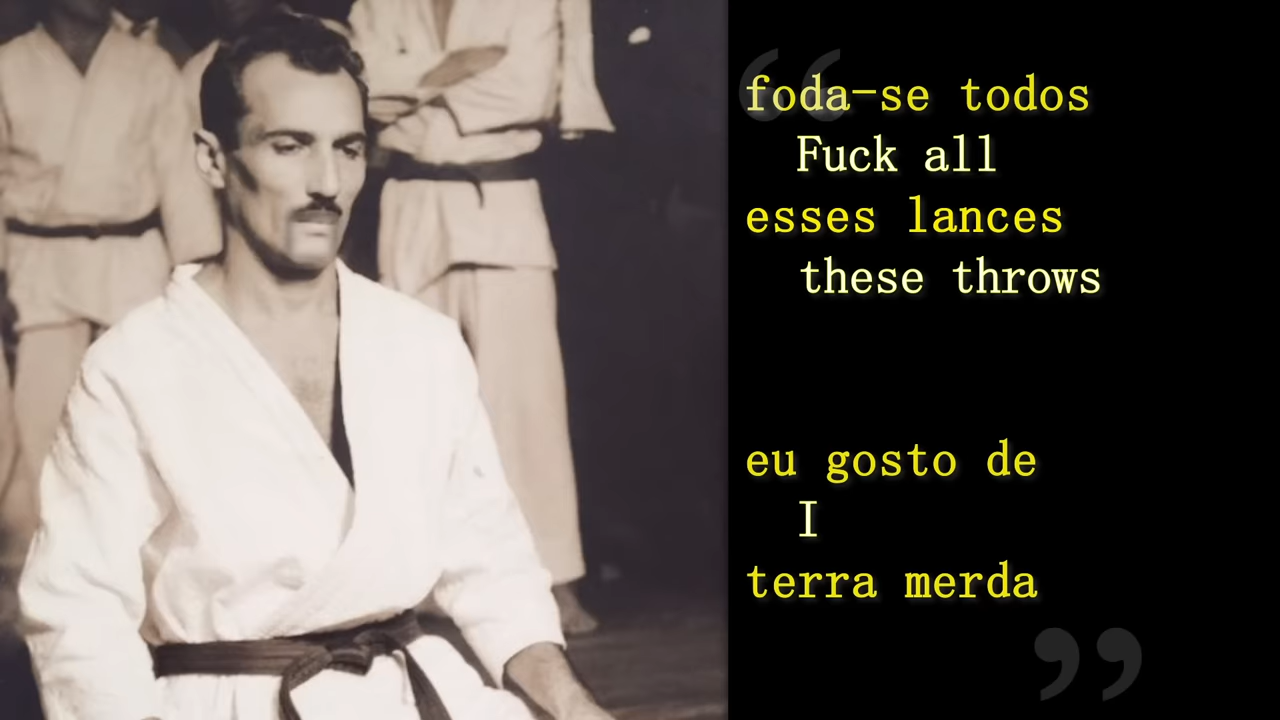 foda-se todos
Fuck all
esses lances
these throws
eu gosto de
I
terra merda